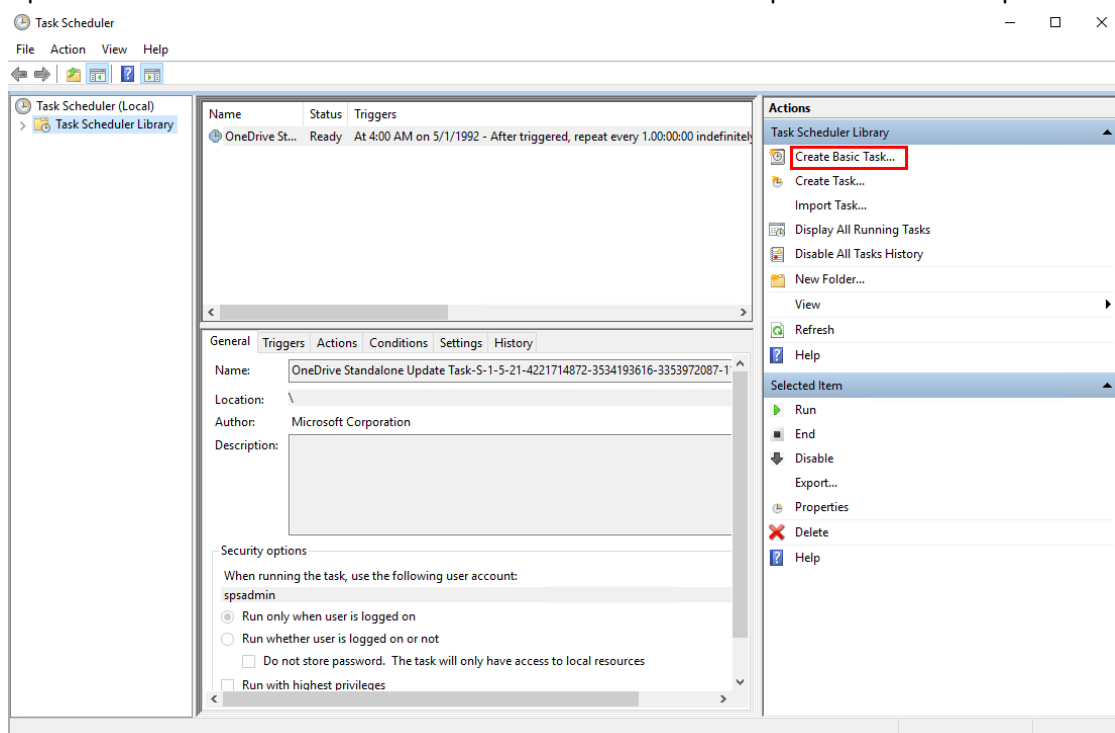 Task Scheduler
File Action View Help
Task Scheduler (Local)
Task Scheduler Library
Name Status Triggers
OneDrive St... Ready At 4:00 AM on 5/1/1992 - After triggered, repeat every 1.00:00:00 indefinitely
General Triggers Actions Conditions Settings History
Name: OneDrive Standalone Update Task-S-1-5-21-4221714872-3534193616-3353972087-1
Location: \
Author: Microsoft Corporation
Description:
Security options
When running the task, use the following user account:
spsadmin
Run only when user is logged on
Run whether user is logged on or not
Do not store password. The task will only have access to local resources
Run with highest privileges
Actions
Task Scheduler Library
Create Basic Task...
Create Task...
Import Task...
Display All Running Tasks
Disable All Tasks History
New Folder...
View
Refresh
Help
Selected Item
Run
End
Disable
Export...
Properties
Delete
Help